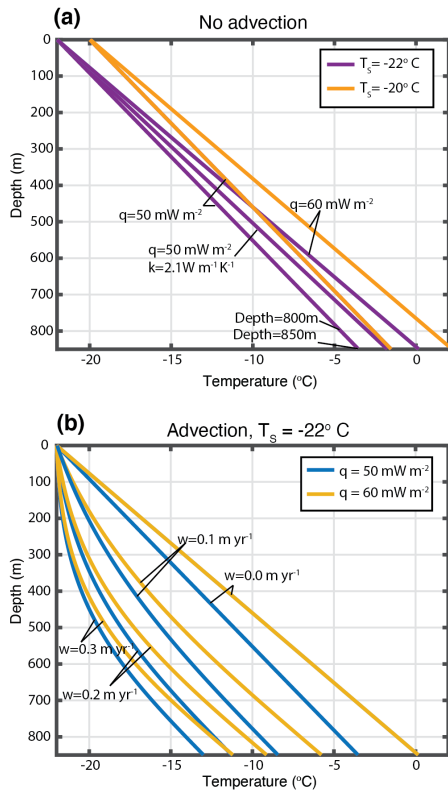 (a)
No advection
T_S= -22° C
T_S= -20° C
0
100
200
300
400
500
600
700
800
Depth (m)
q=50 mW m⁻²
q=60 mW m⁻²
q=50 mW m⁻²
k=2.1W m⁻¹ K⁻¹
Depth=800m
Depth=850m
-20
-15
-10
-5
0
Temperature (°C)
(b)
Advection, T_S = -22° C
q = 50 mW m⁻²
q = 60 mW m⁻²
0
100
200
300
400
500
600
700
800
Depth (m)
w=0.1 m yr⁻¹
w=0.0 m yr⁻¹
w=0.3 m yr⁻¹
w=0.2 m yr⁻¹
-20
-15
-10
-5
0
Temperature (°C)